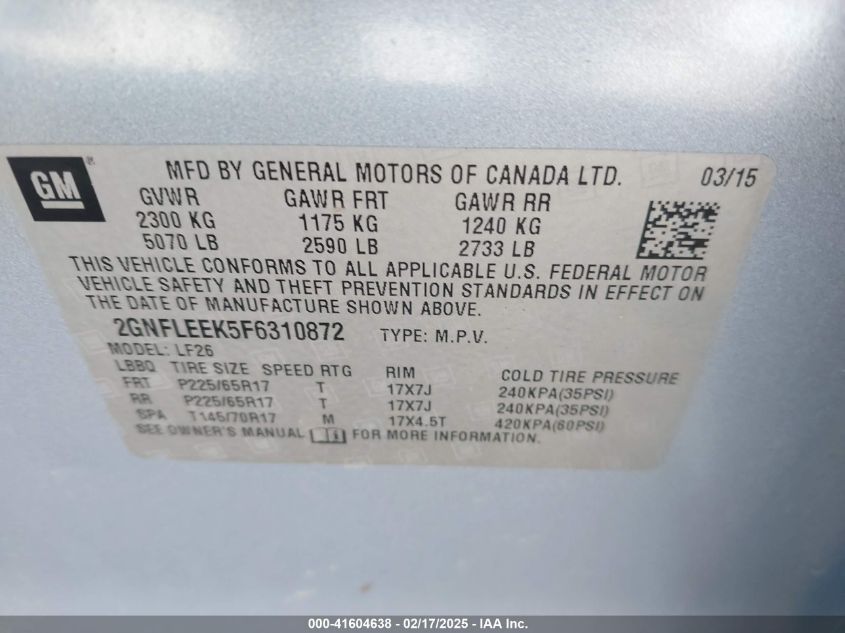 GM ®
MFD BY GENERAL MOTORS OF CANADA LTD. 03/15
GVWR GAWR FRT GAWR RR
2300 KG 1175 KG 1240 KG
5070 LB 2590 LB 2733 LB
THIS VEHICLE CONFORMS TO ALL APPLICABLE U.S. FEDERAL MOTOR
VEHICLE SAFETY AND THEFT PREVENTION STANDARDS IN EFFECT ON
THE DATE OF MANUFACTURE SHOWN ABOVE.
2GNFLEEK5F6310872 TYPE: M.P.V.
MODEL: LF26
LBBQ TIRE SIZE SPEED RTG RIM COLD TIRE PRESSURE
FRT P225/65R17 T 17X7J 240KPA(35PSI)
RR P225/65R17 T 17X7J 240KPA(35PSI)
SPA T145/70R17 M 17X4.5T 420KPA(60PSI)
SEE OWNER'S MANUAL FOR MORE INFORMATION.
000-41604638 - 02/17/2025 - IAA Inc.